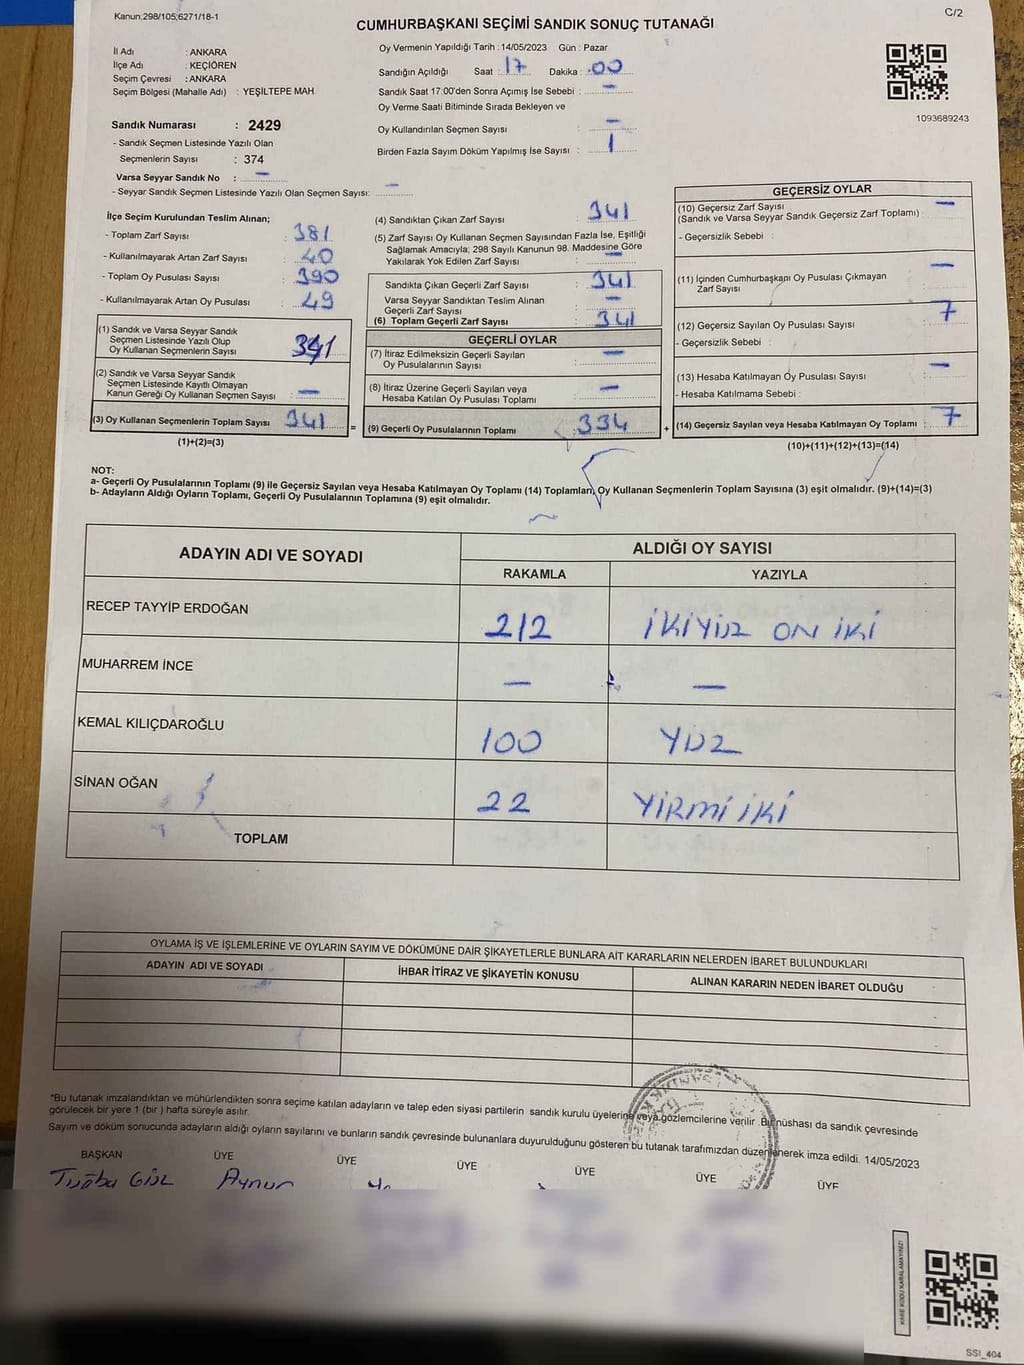 Kanun;298/105;6271/18-1
C/2
CUMHURBAŞKANI SEÇİMİ SANDIK SONUÇ TUTANAĞI
İl Adı : ANKARA
İlçe Adı : KEÇİÖREN
Seçim Çevresi : ANKARA
Seçim Bölgesi (Mahalle Adı) : YEŞİLTEPE MAH.
Oy Vermenin Yapıldığı Tarih : 14/05/2023 Gün : Pazar
Sandığın Açıldığı Saat : 17 Dakika : 00
Sandık Saat 17:00'den Sonra Açımış İse Sebebi : —
Oy Verme Saati Bitiminde Sırada Bekleyen ve
Oy Kullandırılan Seçmen Sayısı : —
Birden Fazla Sayım Döküm Yapılmış İse Sayısı : 1
1093689243
Sandık Numarası : 2429
- Sandık Seçmen Listesinde Yazılı Olan
Seçmenlerin Sayısı : 374
Varsa Seyyar Sandık No : —
- Seyyar Sandık Seçmen Listesinde Yazılı Olan Seçmen Sayısı: —
İlçe Seçim Kurulundan Teslim Alınan;
- Toplam Zarf Sayısı : 381
- Kullanılmayarak Artan Zarf Sayısı : 40
- Toplam Oy Pusulası Sayısı : 390
- Kullanılmayarak Artan Oy Pusulası : 49
(1) Sandık ve Varsa Seyyar Sandık
Seçmen Listesinde Yazılı Olup
Oy Kullanan Seçmenlerin Sayısı : 341
(2) Sandık ve Varsa Seyyar Sandık
Seçmen Listesinde Kayıtlı Olmayan
Kanun Gereği Oy Kullanan Seçmen Sayısı : —
(3) Oy Kullanan Seçmenlerin Toplam Sayısı : 341
(1)+(2)=(3)
(4) Sandıktan Çıkan Zarf Sayısı : 341
(5) Zarf Sayısı Oy Kullanan Seçmen Sayısından Fazla İse, Eşitliği
Sağlamak Amacıyla; 298 Sayılı Kanunun 98. Maddesine Göre
Yakılarak Yok Edilen Zarf Sayısı : —
Sandıkta Çıkan Geçerli Zarf Sayısı : 341
Varsa Seyyar Sandıktan Teslim Alınan
Geçerli Zarf Sayısı : —
(6) Toplam Geçerli Zarf Sayısı : 341
GEÇERLİ OYLAR
(7) İtiraz Edilmeksizin Geçerli Sayılan
Oy Pusulalarının Sayısı : —
(8) İtiraz Üzerine Geçerli Sayılan veya
Hesaba Katılan Oy Pusulası Toplamı : —
= (9) Geçerli Oy Pusulalarının Toplamı : 334 +
GEÇERSİZ OYLAR
(10) Geçersiz Zarf Sayısı : —
(Sandık ve Varsa Seyyar Sandık Geçersiz Zarf Toplamı)
- Geçersizlik Sebebi :
(11) İçinden Cumhurbaşkanı Oy Pusulası Çıkmayan
Zarf Sayısı : —
(12) Geçersiz Sayılan Oy Pusulası Sayısı : 7
- Geçersizlik Sebebi :
(13) Hesaba Katılmayan Oy Pusulası Sayısı : —
- Hesaba Katılmama Sebebi :
(14) Geçersiz Sayılan veya Hesaba Katılmayan Oy Toplamı : 7
(10)+(11)+(12)+(13)=(14)
NOT:
a- Geçerli Oy Pusulalarının Toplamı (9) ile Geçersiz Sayılan veya Hesaba Katılmayan Oy Toplamı (14) Toplamları, Oy Kullanan Seçmenlerin Toplam Sayısına (3) eşit olmalıdır. (9)+(14)=(3)
b- Adayların Aldığı Oyların Toplamı, Geçerli Oy Pusulalarının Toplamına (9) eşit olmalıdır.
ADAYIN ADI VE SOYADI
ALDIĞI OY SAYISI
RAKAMLA YAZIYLA
RECEP TAYYİP ERDOĞAN 212 İKİYÜZ ON İKİ
MUHARREM İNCE — —
KEMAL KILIÇDAROĞLU 100 YÜZ
SİNAN OĞAN 22 YİRMİ İKİ
TOPLAM
OYLAMA İŞ VE İŞLEMLERİNE VE OYLARIN SAYIM VE DÖKÜMÜNE DAİR ŞİKAYETLERLE BUNLARA AİT KARARLARIN NELERDEN İBARET BULUNDUKLARI
ADAYIN ADI VE SOYADI İHBAR İTİRAZ VE ŞİKAYETİN KONUSU ALINAN KARARIN NEDEN İBARET OLDUĞU
*Bu tutanak imzalandıktan ve mühürlendikten sonra seçime katılan adayların ve talep eden siyasi partilerin sandık kurulu üyelerine veya gözlemcilerine verilir. Bir nüshası da sandık çevresinde
görülecek bir yere 1 (bir ) hafta süreyle asılır.
Sayım ve döküm sonucunda adayların aldığı oyların sayılarını ve bunların sandık çevresinde bulunanlara duyurulduğunu gösteren bu tutanak tarafımızdan düzenlenerek imza edildi. 14/05/2023
BAŞKAN ÜYE ÜYE ÜYE ÜYE ÜYE ÜYE
Tuğba Aynur
KARE KODU KARALAMAYINIZ!
SSI_404